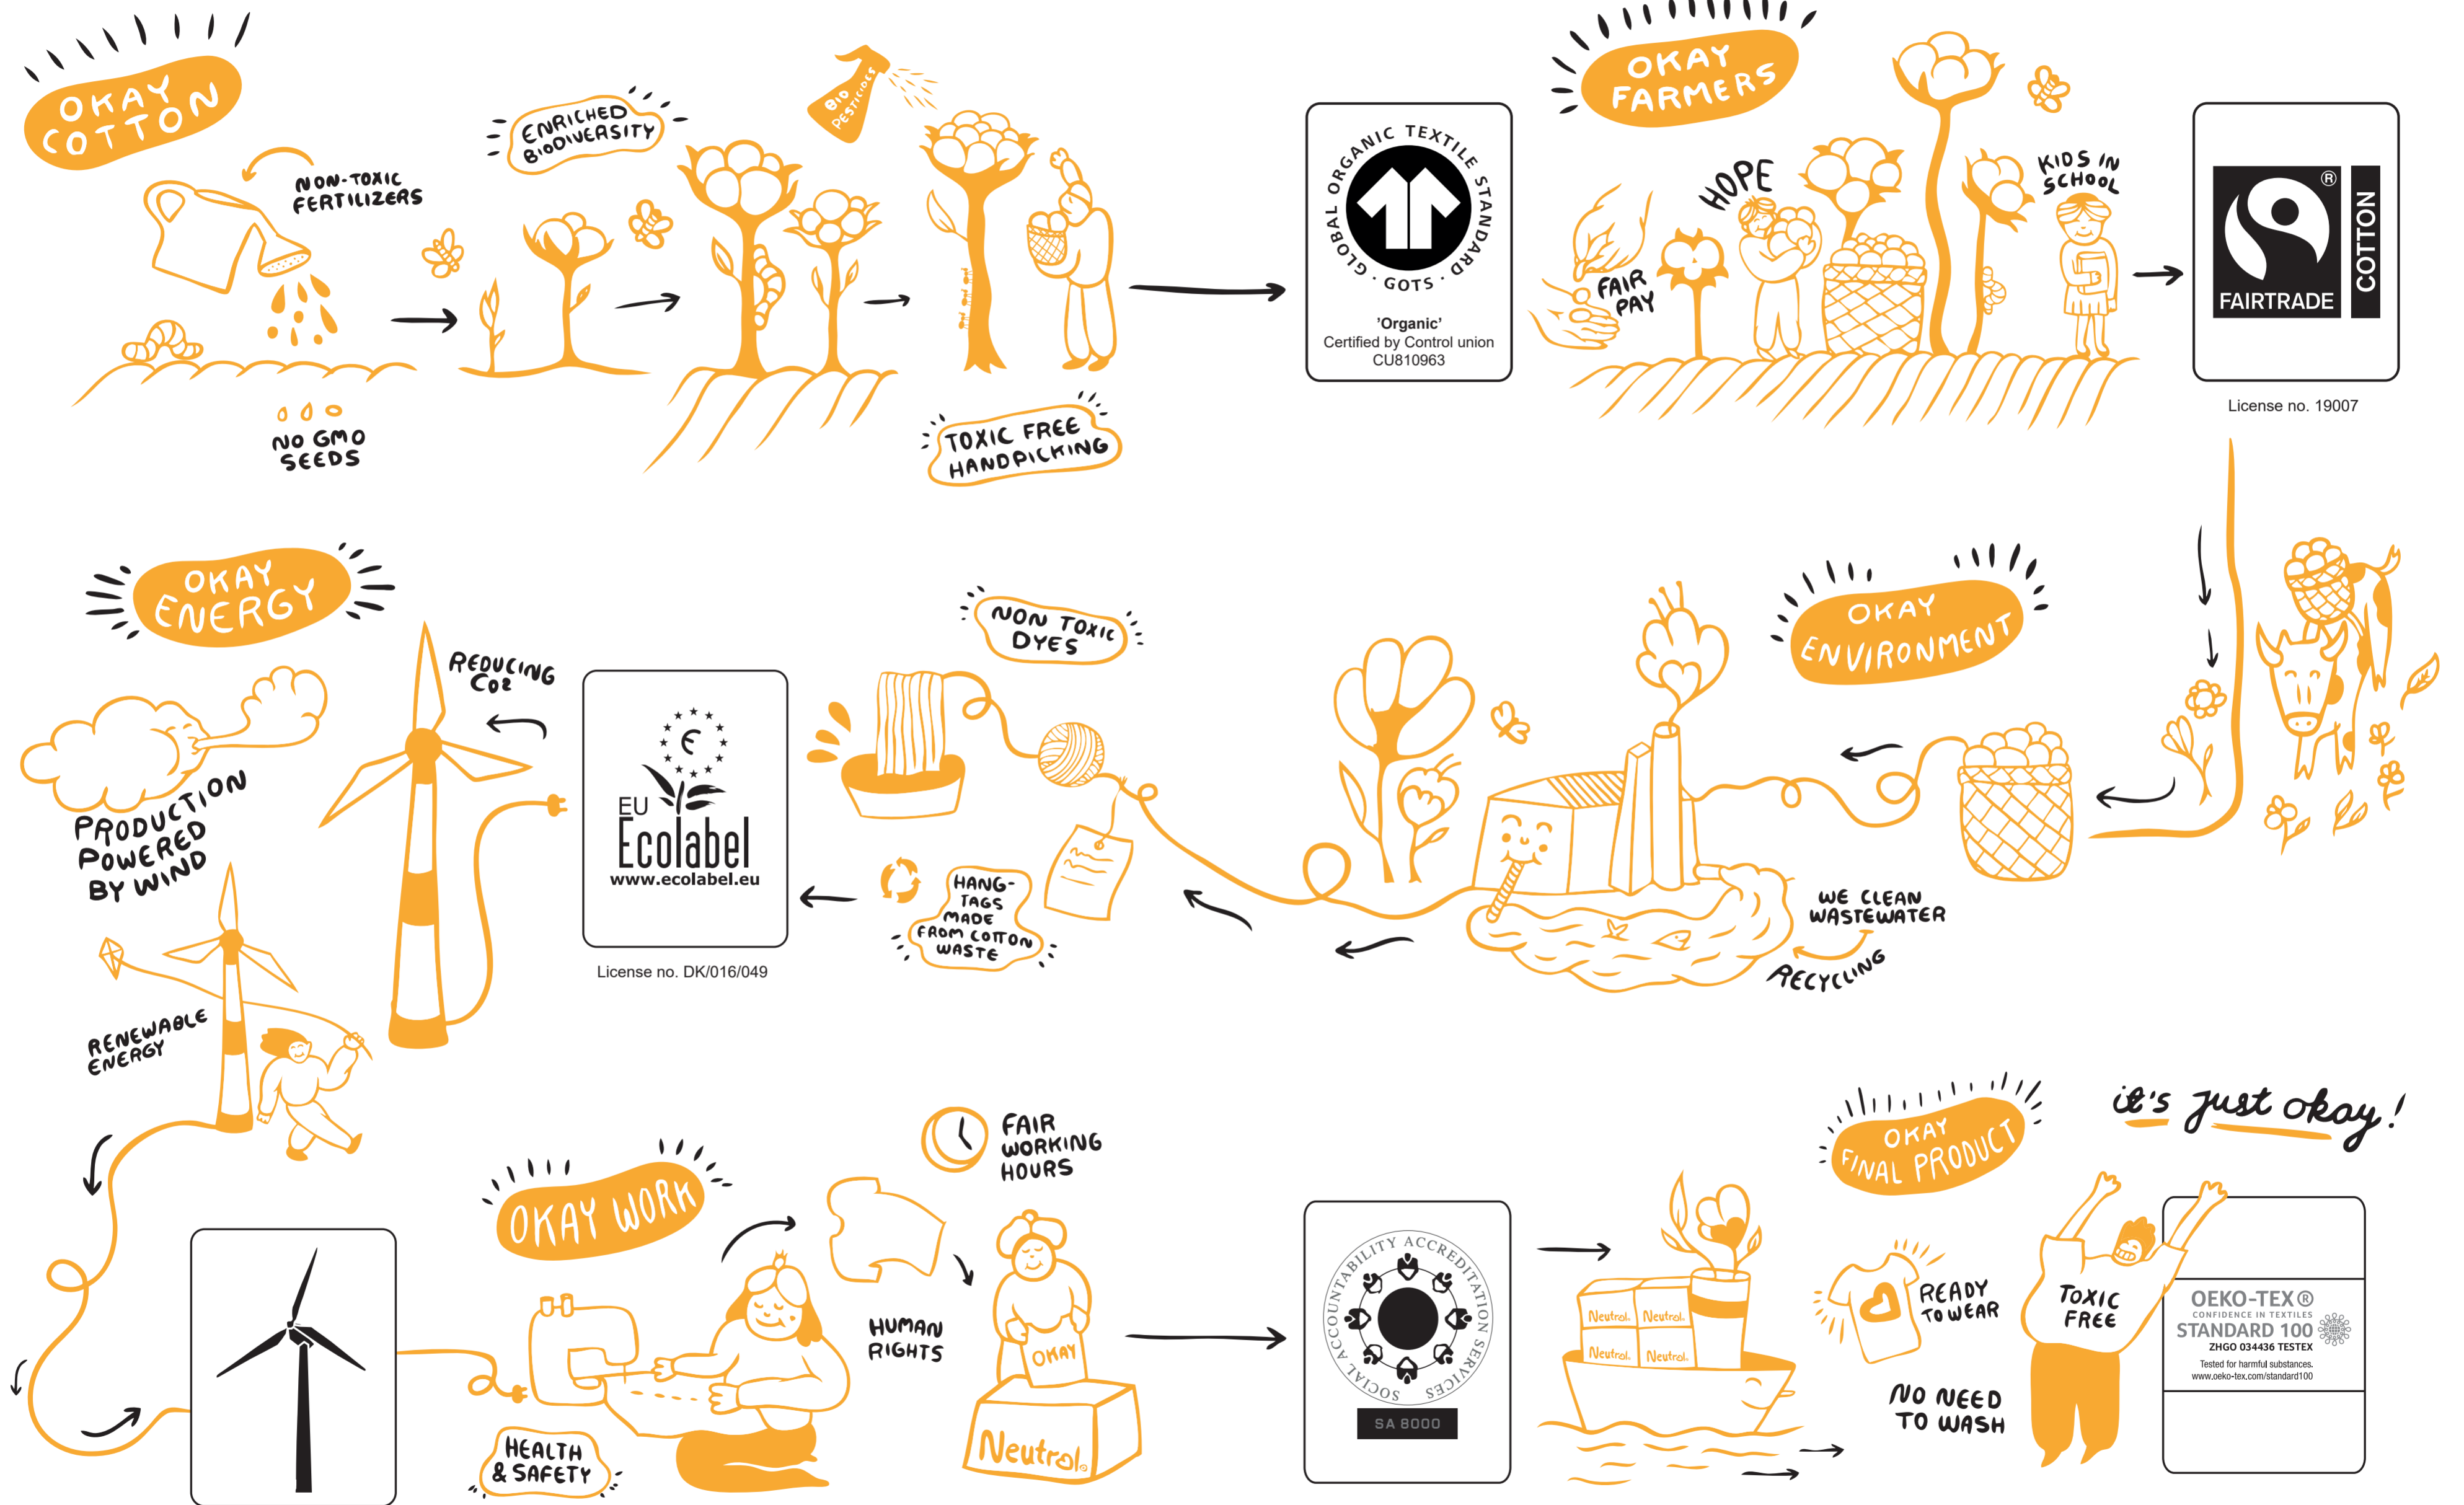 OKAY
COTTON
NON-TOXIC
FERTILIZERS
NO GMO
SEEDS
ENRICHED
BIODIVERSITY
BIO
PESTICIDES
TOXIC FREE
HANDPICKING
GLOBAL ORGANIC TEXTILE STANDARD
· GOTS ·
'Organic'
Certified by Control union
CU810963
OKAY
FARMERS
FAIR
PAY
HOPE
KIDS IN
SCHOOL
®
FAIRTRADE
COTTON
License no. 19007
OKAY
ENVIRONMENT
WE CLEAN
WASTEWATER
RECYCLING
NON TOXIC
DYES
HANG-
TAGS
MADE
FROM COTTON
WASTE
EU
Ecolabel
www.ecolabel.eu
License no. DK/016/049
OKAY
ENERGY
REDUCING
CO2
PRODUCTION
POWERED
BY WIND
RENEWABLE
ENERGY
OKAY WORK
HEALTH
& SAFETY
FAIR
WORKING
HOURS
HUMAN
RIGHTS
OKAY
Neutral®
SOCIAL ACCOUNTABILITY ACCREDITATION SERVICES
SA 8000
Neutral® Neutral®
Neutral® Neutral®
OKAY
FINAL PRODUCT
it's just okay!
READY
TO WEAR
NO NEED
TO WASH
TOXIC
FREE
OEKO-TEX®
CONFIDENCE IN TEXTILES
STANDARD 100
ZHGO 034436 TESTEX
Tested for harmful substances.
www.oeko-tex.com/standard100